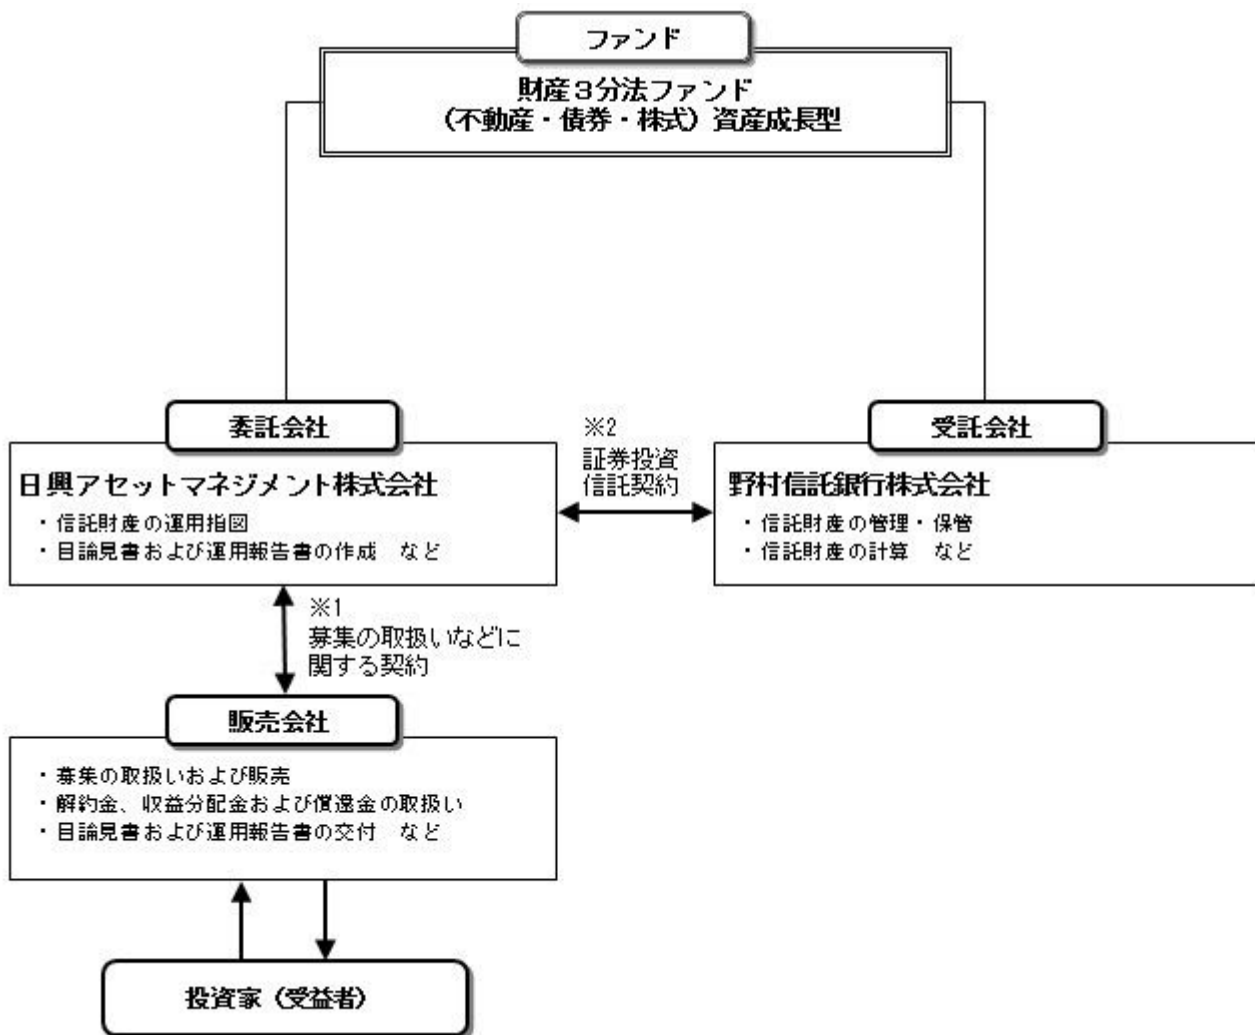 ファンド
財産3分法ファンド
（不動産・債券・株式）資産成長型
委託会社
日興アセットマネジメント株式会社
・信託財産の運用指図
・目論見書および運用報告書の作成　など
※2
証券投資
信託契約
受託会社
野村信託銀行株式会社
・信託財産の管理・保管
・信託財産の計算　など
※1
募集の取扱いなどに
関する契約
販売会社
・募集の取扱いおよび販売
・解約金、収益分配金および償還金の取扱い
・目論見書および運用報告書の交付　など
投資家（受益者）